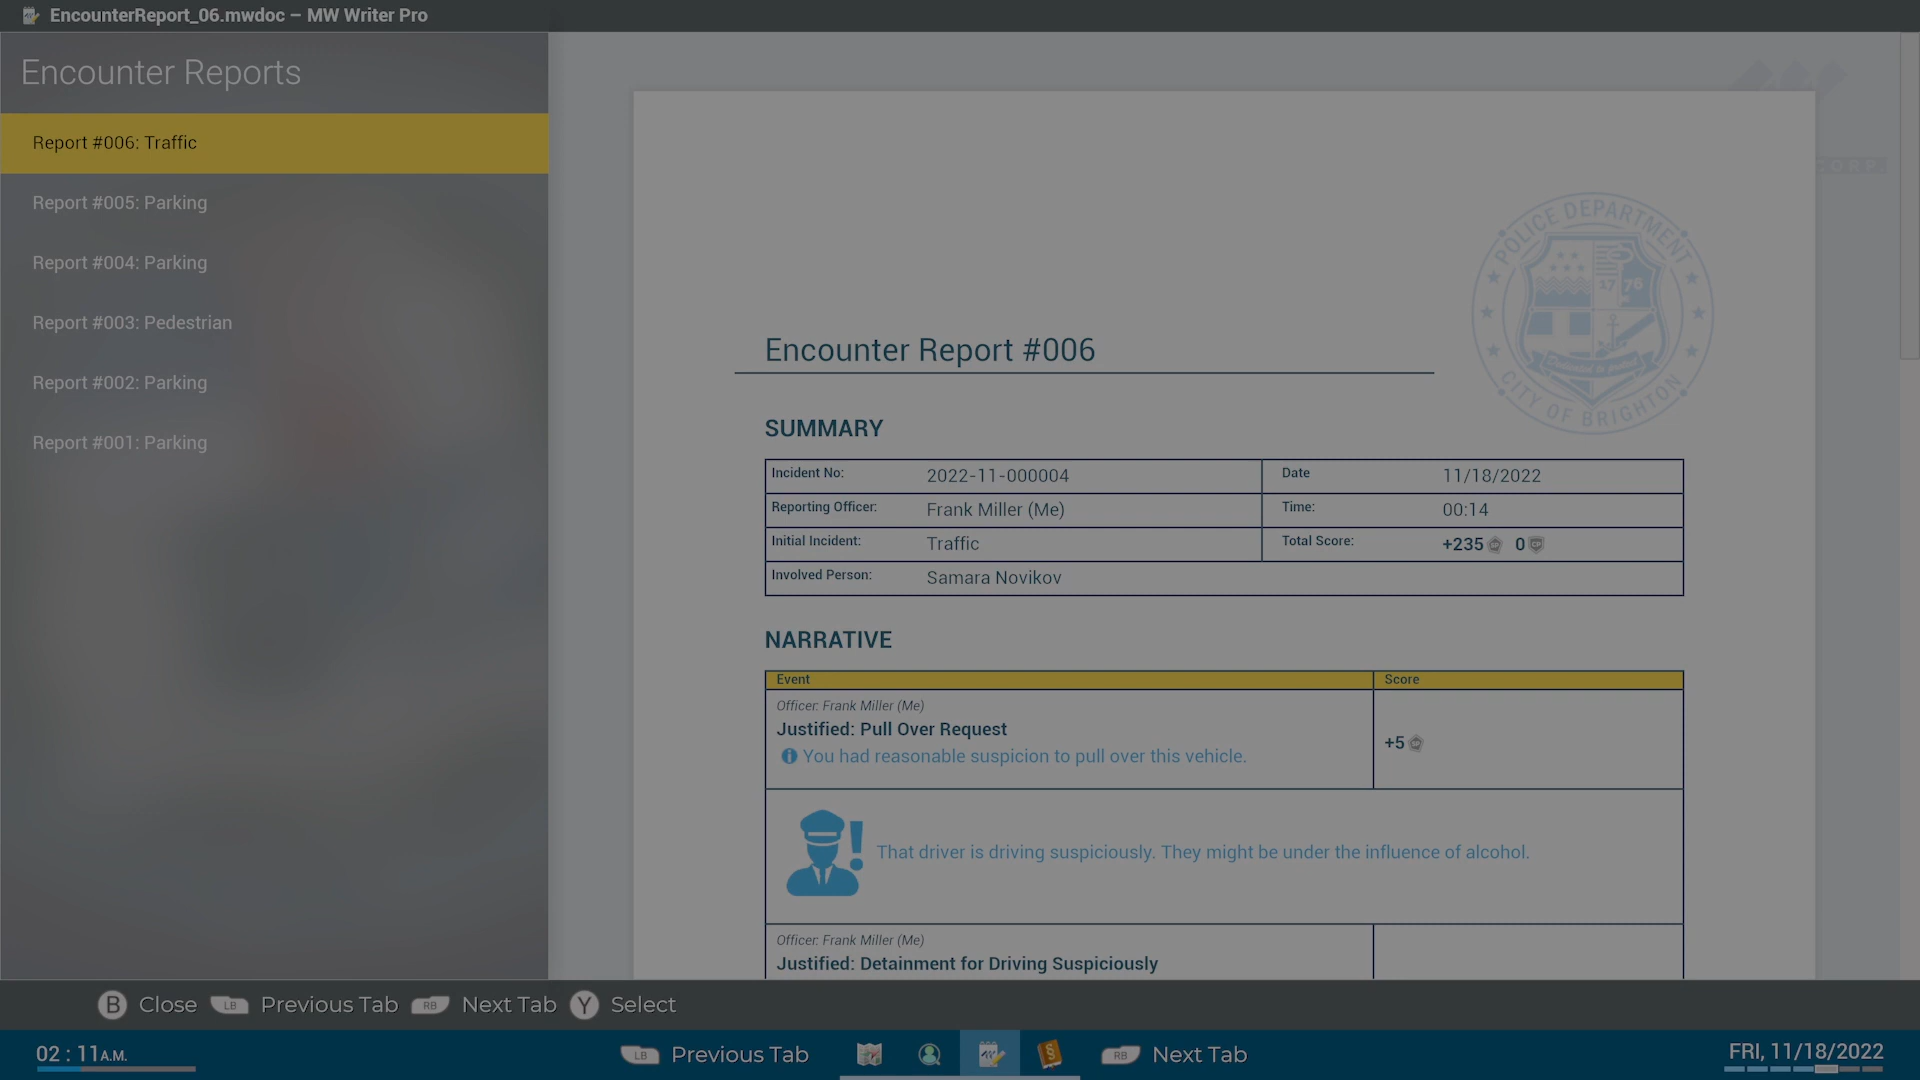 EncounterReport_06.mwdoc – MW Writer Pro
Encounter Reports
Report #006: Traffic
Report #005: Parking
Report #004: Parking
Report #003: Pedestrian
Report #002: Parking
Report #001: Parking
CORP.
POLICE DEPARTMENT
1776
CITY OF BRIGHTON
Encounter Report #006
SUMMARY
Incident No: 2022-11-000004 Date 11/18/2022
Reporting Officer: Frank Miller (Me) Time: 00:14
Initial Incident: Traffic Total Score: +235 0
Involved Person: Samara Novikov
NARRATIVE
Event Score
Officer: Frank Miller (Me)
Justified: Pull Over Request
You had reasonable suspicion to pull over this vehicle.
+5
That driver is driving suspiciously. They might be under the influence of alcohol.
Officer: Frank Miller (Me)
Justified: Detainment for Driving Suspiciously
B Close LB Previous Tab RB Next Tab Y Select
02 : 11 A.M. LB Previous Tab RB Next Tab FRI, 11/18/2022